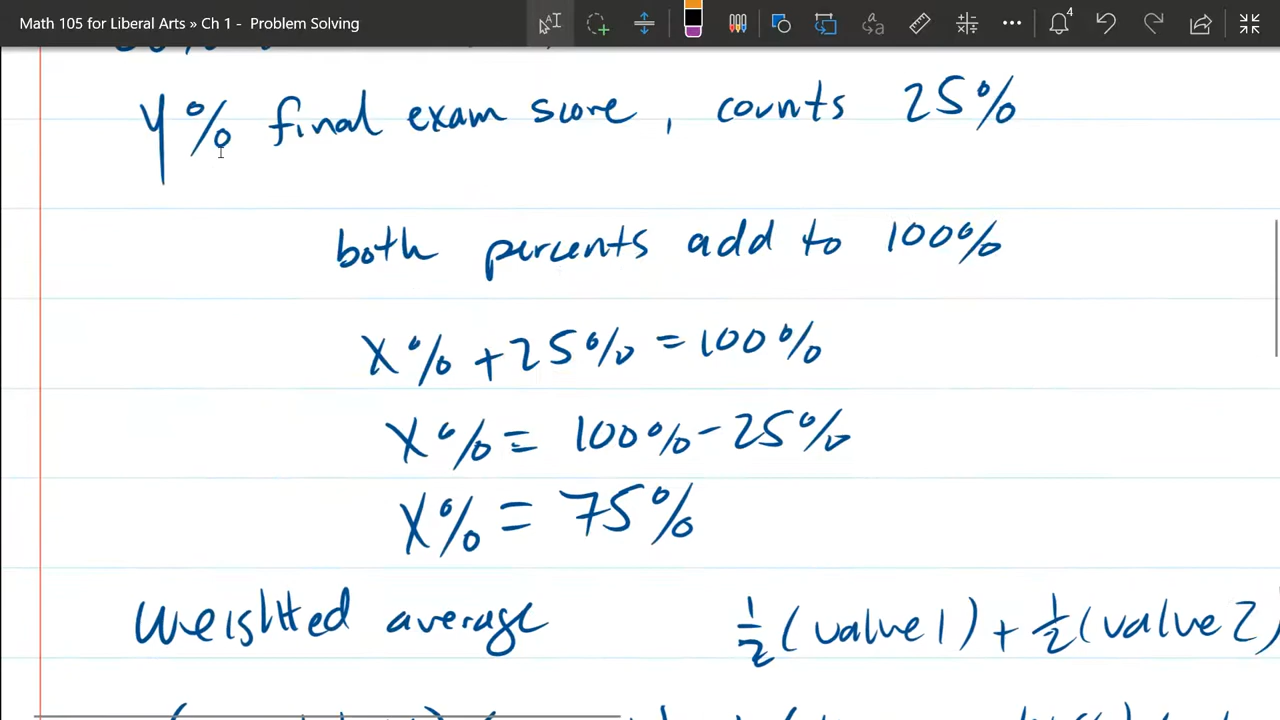 Math 105 for Liberal Arts » Ch 1 - Problem Solving
4
Y% final exam score, counts 25%
both percents add to 100%
X% + 25% = 100%
X% = 100% - 25%
X% = 75%
Weighted average ½(value 1) + ½(value 2)